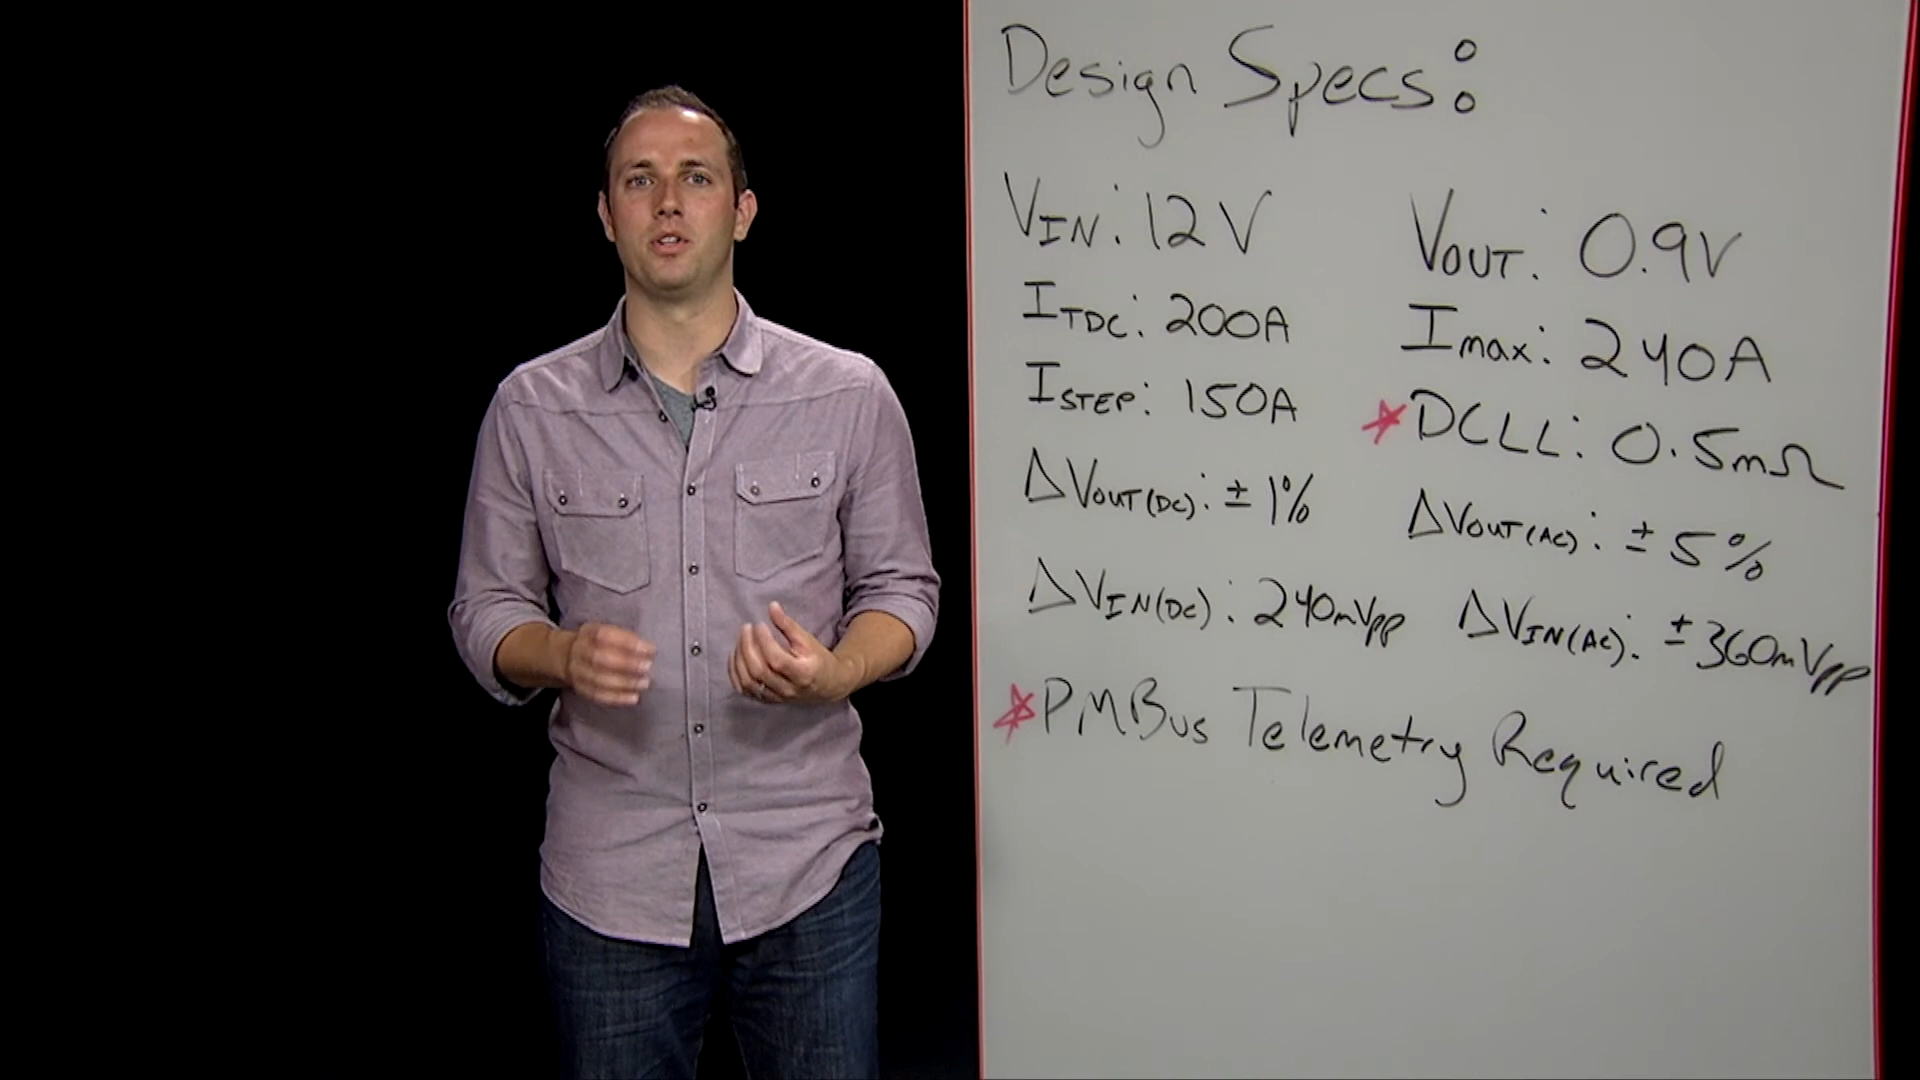 Design Specs:
VIN: 12V VOUT: 0.9V
ITDC: 200A Imax: 240A
ISTEP: 150A *DCLL: 0.5mΩ
ΔVOUT(DC): ±1% ΔVOUT(AC): ±5%
ΔVIN(DC): 240mVpp ΔVIN(AC): ±360mVpp
*PMBus Telemetry Required